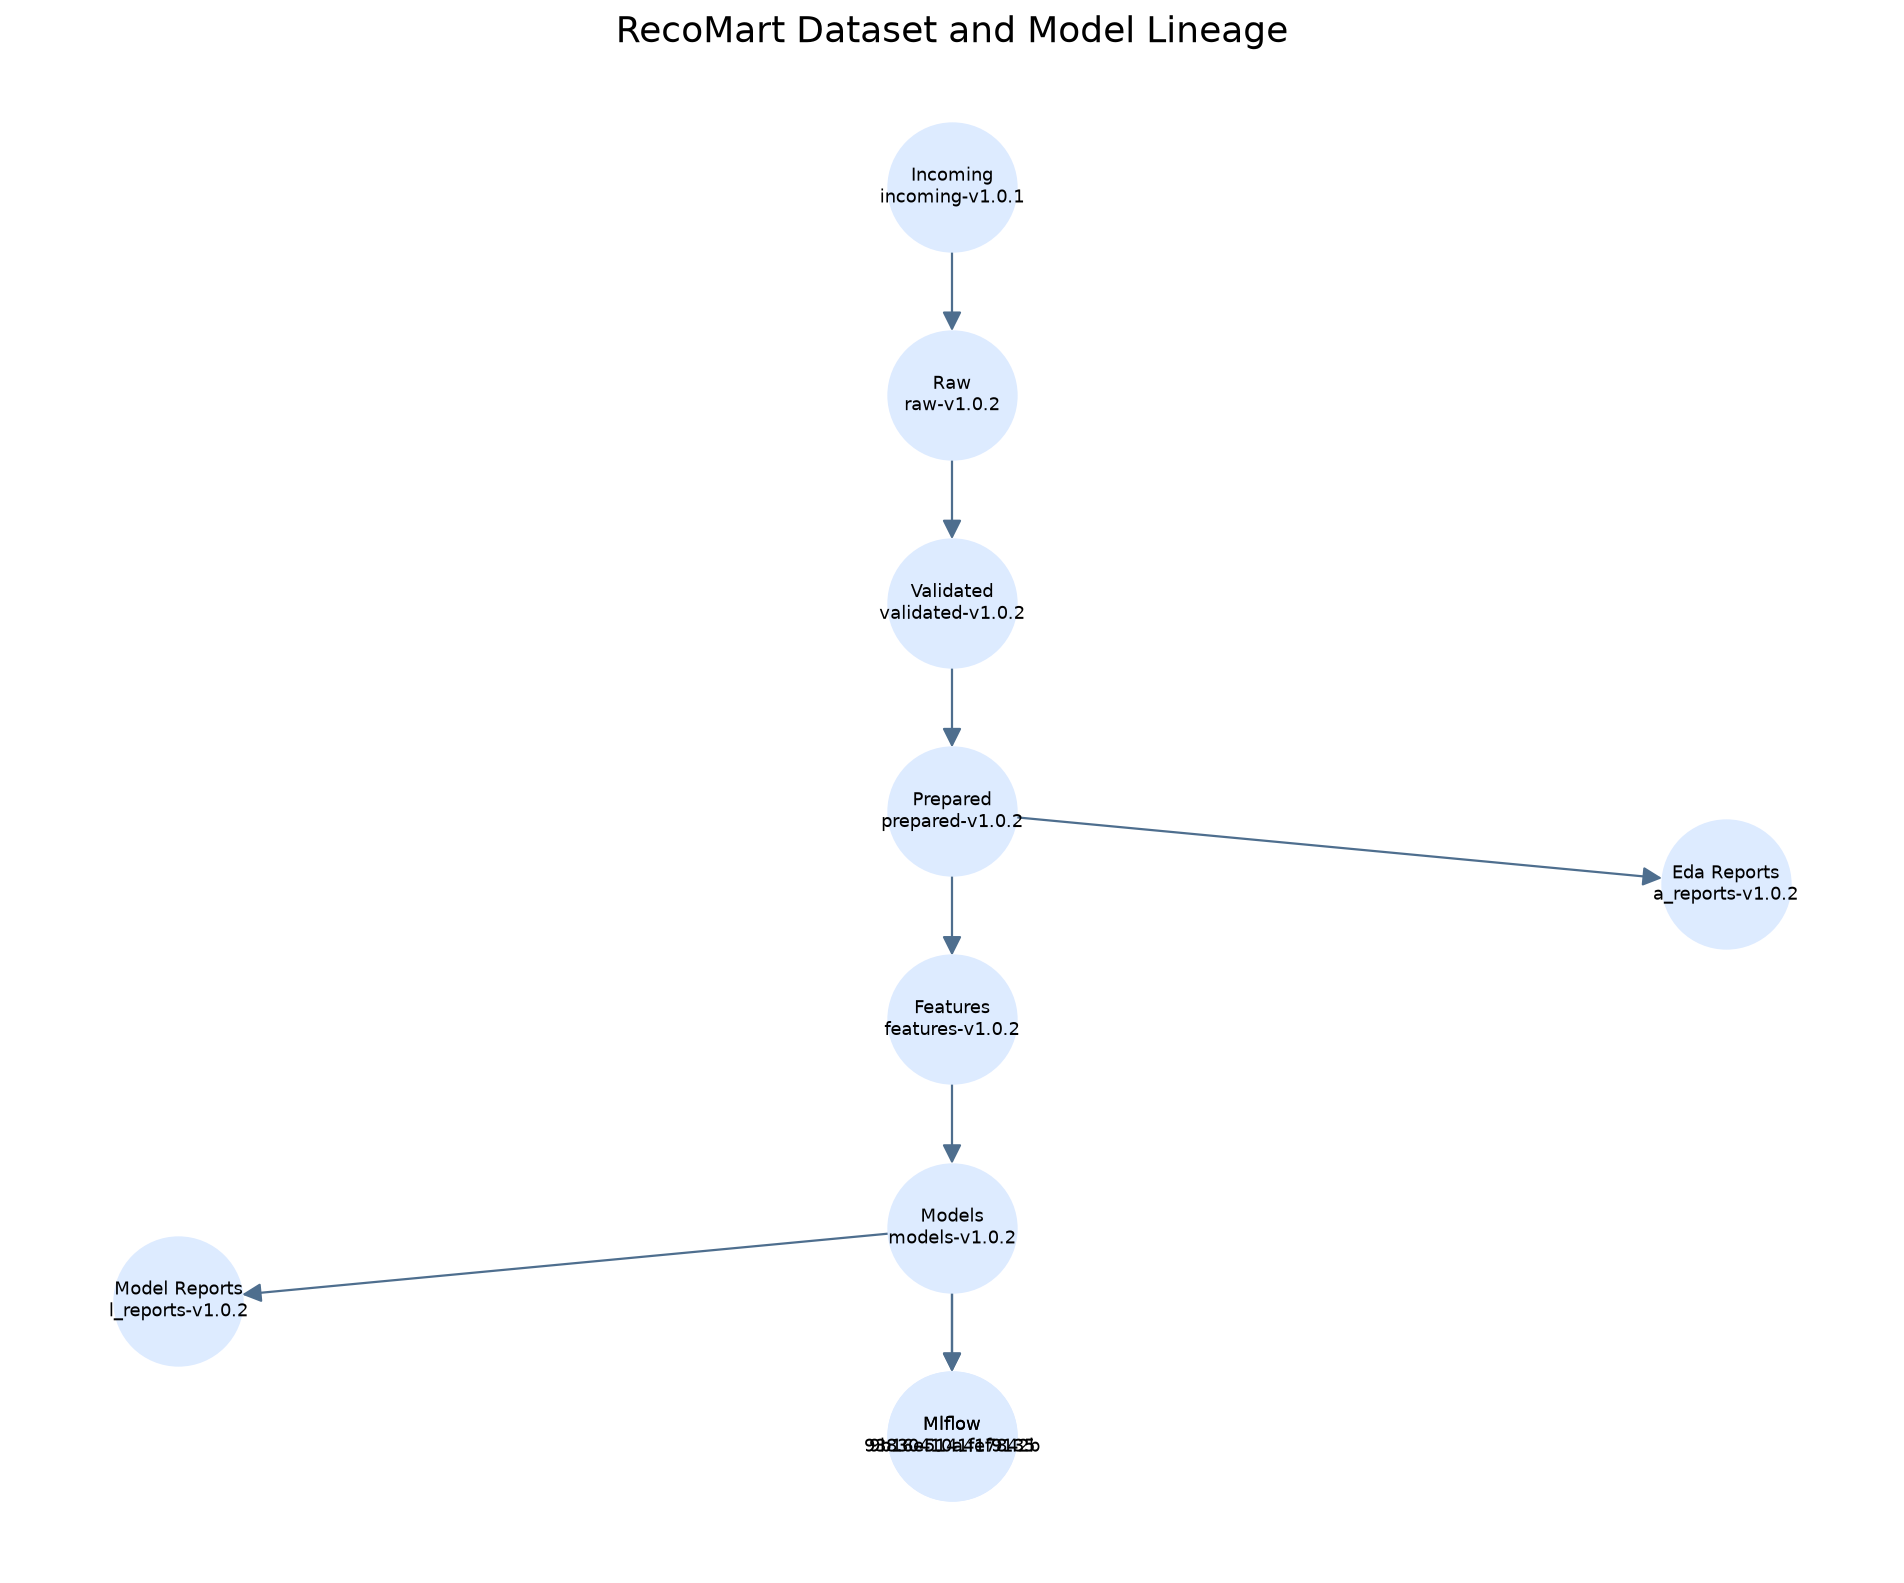 RecoMart Dataset and Model Lineage
Incoming
incoming-v1.0.1
Raw
raw-v1.0.2
Validated
validated-v1.0.2
Prepared
prepared-v1.0.2
Eda Reports
a_reports-v1.0.2
Features
features-v1.0.2
Models
models-v1.0.2
Model Reports
l_reports-v1.0.2
Mlflow